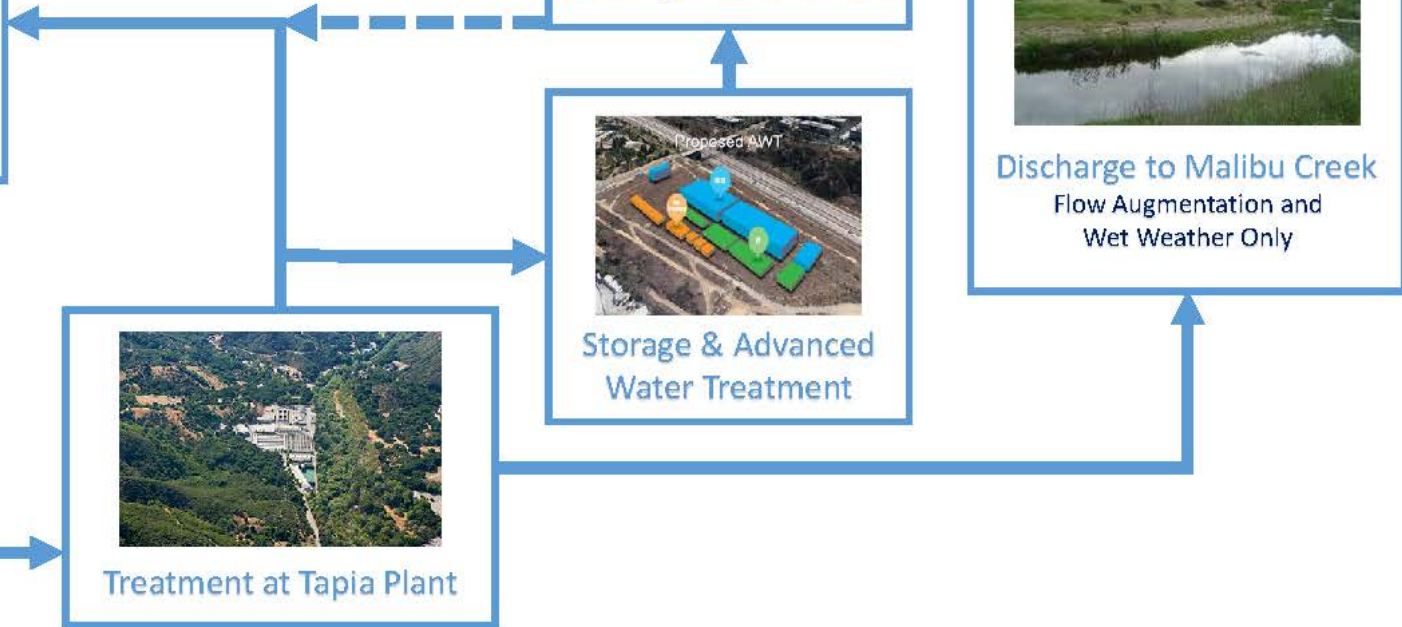 Proposed AWT
Discharge to Malibu Creek
Flow Augmentation and
Wet Weather Only
Storage & Advanced
Water Treatment
Treatment at Tapia Plant